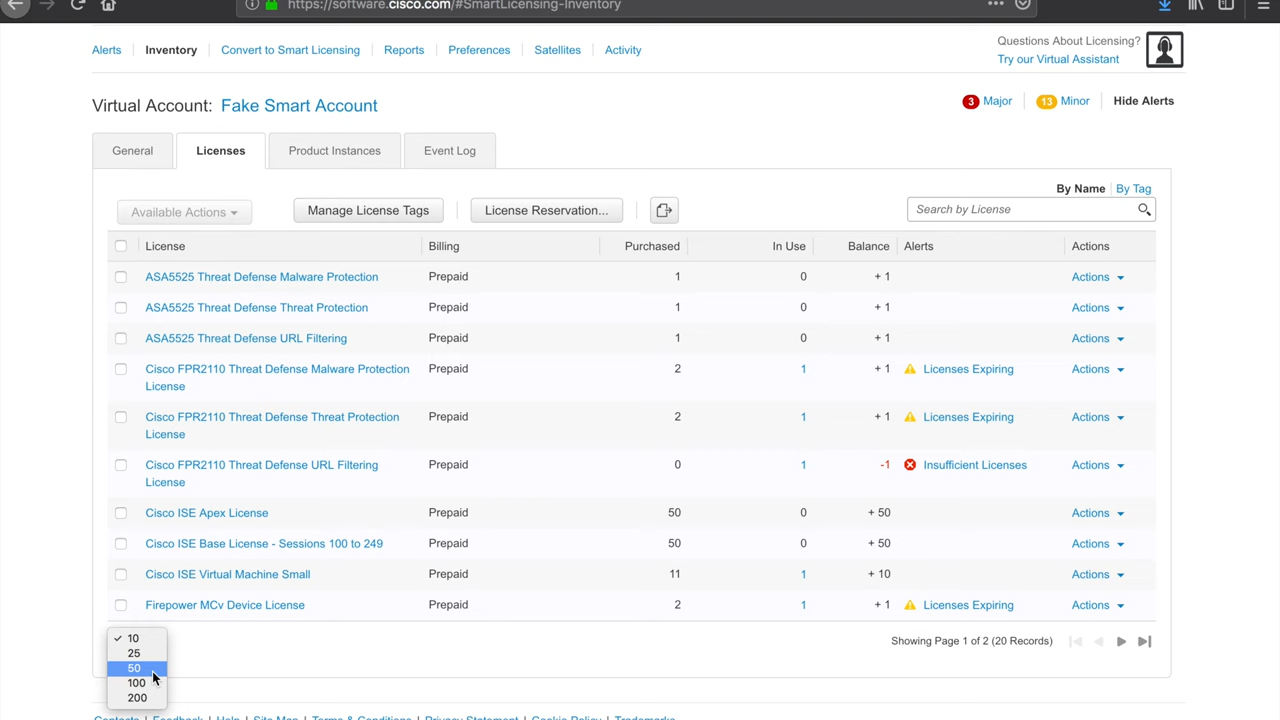 https://software.cisco.com/#SmartLicensing-Inventory
Alerts Inventory Convert to Smart Licensing Reports Preferences Satellites Activity
Questions About Licensing?
Try our Virtual Assistant
Virtual Account: Fake Smart Account
3 Major 13 Minor Hide Alerts
General Licenses Product Instances Event Log
By Name By Tag
Available Actions Manage License Tags License Reservation... Search by License
License Billing Purchased In Use Balance Alerts Actions
ASA5525 Threat Defense Malware Protection Prepaid 1 0 + 1 Actions
ASA5525 Threat Defense Threat Protection Prepaid 1 0 + 1 Actions
ASA5525 Threat Defense URL Filtering Prepaid 1 0 + 1 Actions
Cisco FPR2110 Threat Defense Malware Protection Prepaid 2 1 + 1 Licenses Expiring Actions
License
Cisco FPR2110 Threat Defense Threat Protection Prepaid 2 1 + 1 Licenses Expiring Actions
License
Cisco FPR2110 Threat Defense URL Filtering Prepaid 0 1 -1 Insufficient Licenses Actions
License
Cisco ISE Apex License Prepaid 50 0 + 50 Actions
Cisco ISE Base License - Sessions 100 to 249 Prepaid 50 0 + 50 Actions
Cisco ISE Virtual Machine Small Prepaid 11 1 + 10 Actions
Firepower MCv Device License Prepaid 2 1 + 1 Licenses Expiring Actions
10
25
50
100
200
Showing Page 1 of 2 (20 Records)
Contacts | Feedback | Help | Site Map | Terms & Conditions | Privacy Statement | Cookie Policy | Trademarks